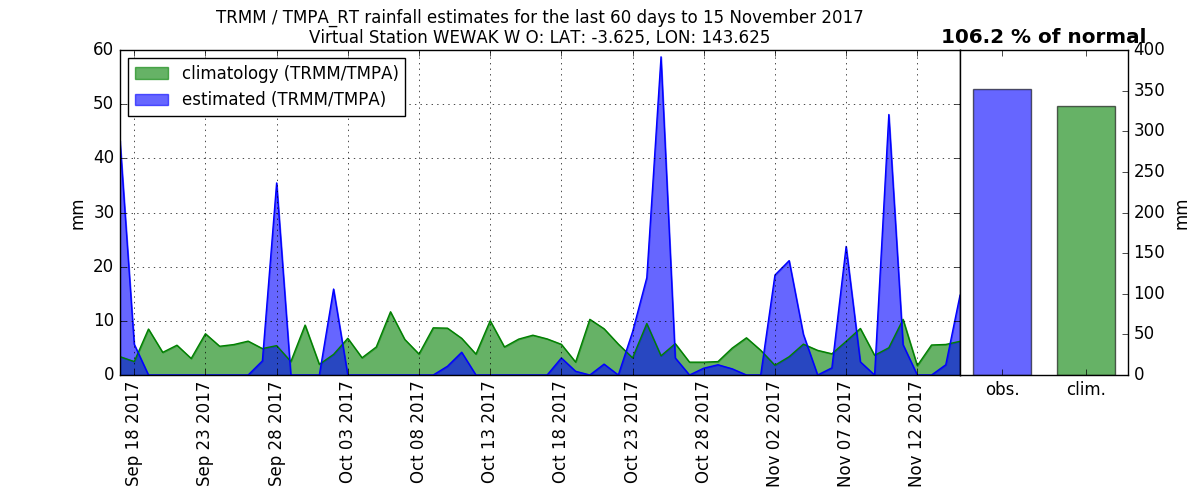 TRMM / TMPA_RT rainfall estimates for the last 60 days to 15 November 2017
Virtual Station WEWAK W O: LAT: -3.625, LON: 143.625
106.2 % of normal
climatology (TRMM/TMPA)
estimated (TRMM/TMPA)
60
50
40
30
20
10
0
mm
Sep 18 2017
Sep 23 2017
Sep 28 2017
Oct 03 2017
Oct 08 2017
Oct 13 2017
Oct 18 2017
Oct 23 2017
Oct 28 2017
Nov 02 2017
Nov 07 2017
Nov 12 2017
400
350
300
250
200
150
100
50
0
mm
obs.
clim.